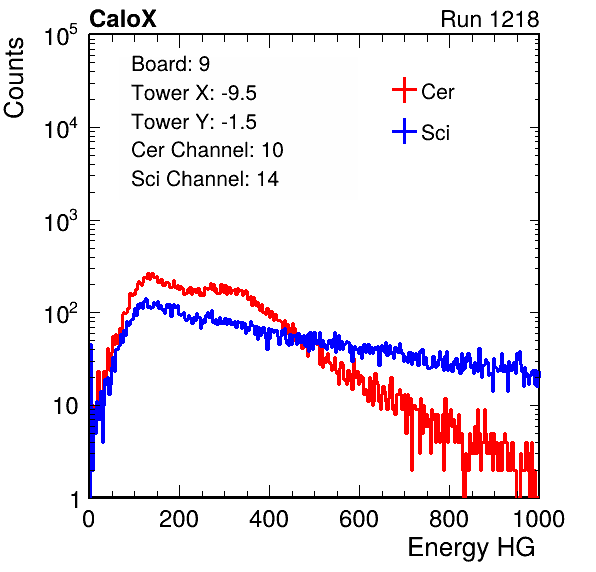 CaloX Run 1218
Counts
10^5
10^4
10^3
10^2
10
1
Board: 9
Tower X: -9.5
Tower Y: -1.5
Cer Channel: 10
Sci Channel: 14
Cer
Sci
0 200 400 600 800 1000
Energy HG